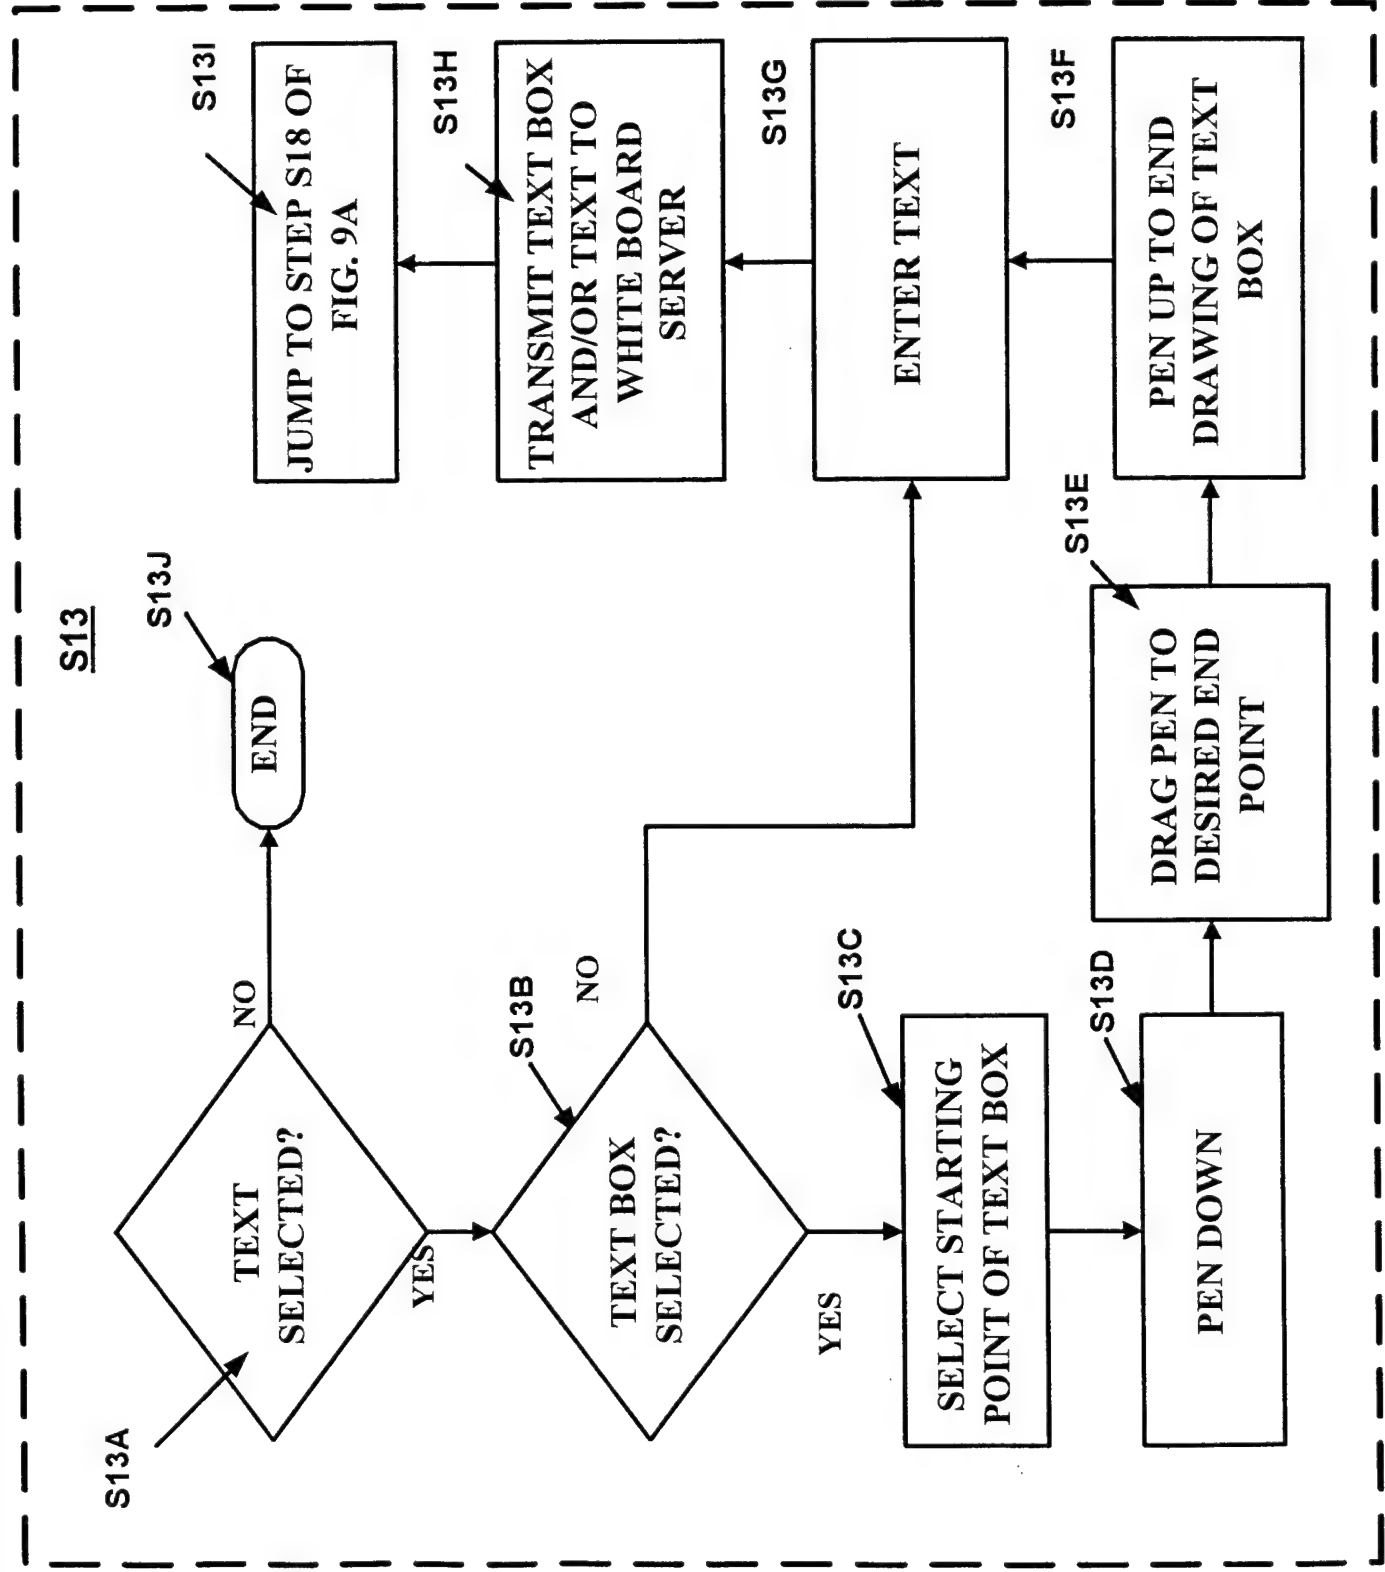 S13
S13A
TEXT
SELECTED?
NO
END
S13J
YES
S13B
TEXT BOX
SELECTED?
NO
YES
S13C
SELECT STARTING
POINT OF TEXT BOX
S13D
PEN DOWN
S13E
DRAG PEN TO
DESIRED END
POINT
S13F
PEN UP TO END
DRAWING OF TEXT
BOX
S13G
ENTER TEXT
S13H
TRANSMIT TEXT BOX
AND/OR TEXT TO
WHITE BOARD
SERVER
S13I
JUMP TO STEP S18 OF
FIG. 9A